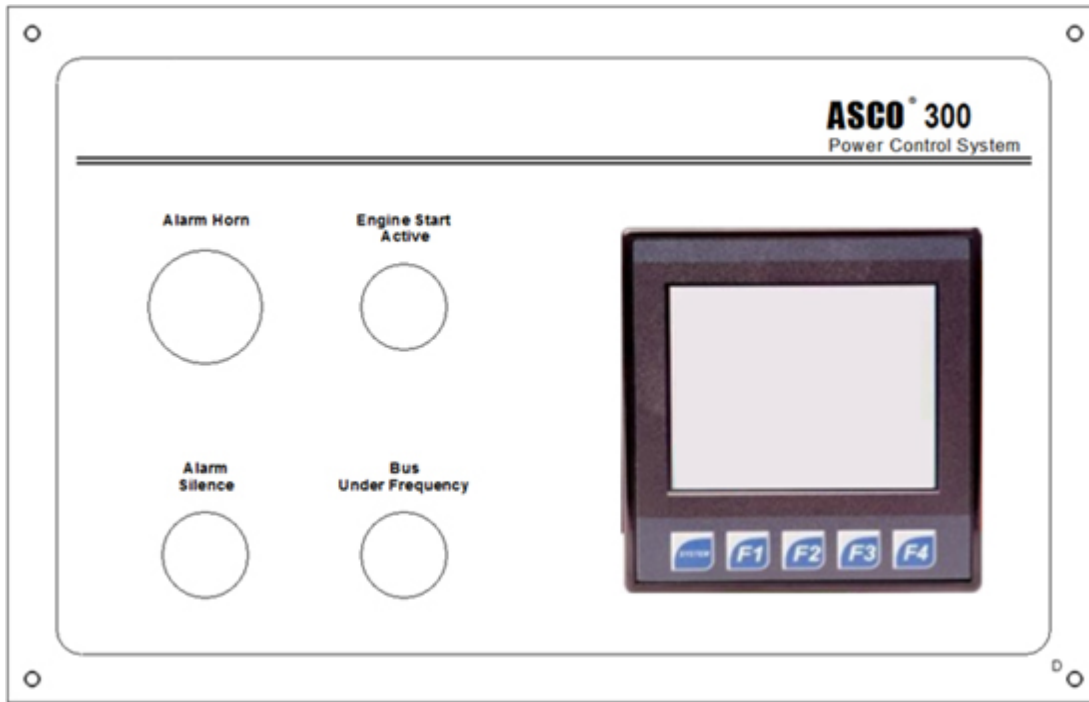 ASCO® 300
Power Control System
Alarm Horn
Engine Start
Active
Alarm
Silence
Bus
Under Frequency
SYSTEM
F1
F2
F3
F4
D